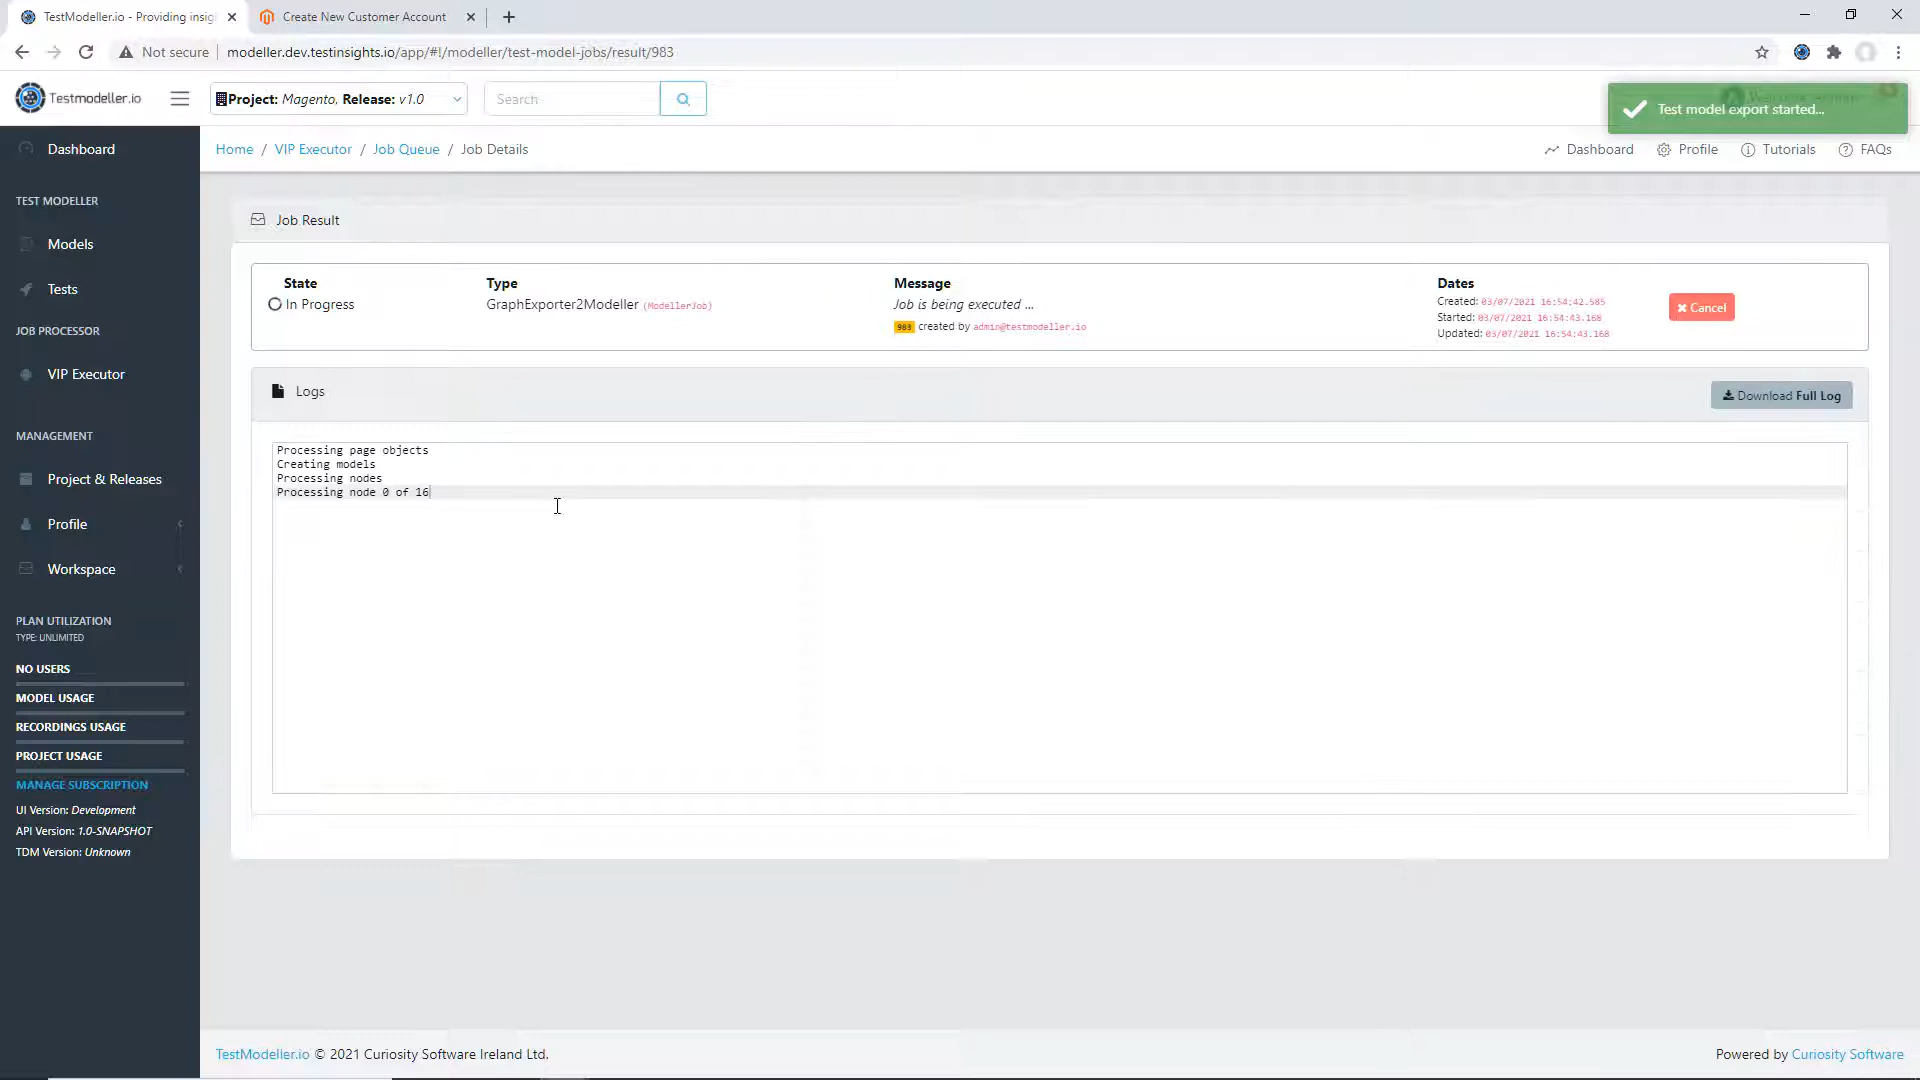 TestModeller.io - Providing insig
Create New Customer Account
Not secure
modeller.dev.testinsights.io/app/#!/modeller/test-model-jobs/result/983
Testmodeller.io
Project: Magento, Release: v1.0
Search
Test model export started...
Dashboard
Home / VIP Executor / Job Queue / Job Details
Dashboard
Profile
Tutorials
FAQs
TEST MODELLER
Models
Tests
JOB PROCESSOR
VIP Executor
MANAGEMENT
Project & Releases
Profile
Workspace
PLAN UTILIZATION
TYPE: UNLIMITED
NO USERS
MODEL USAGE
RECORDINGS USAGE
PROJECT USAGE
MANAGE SUBSCRIPTION
UI Version: Development
API Version: 1.0-SNAPSHOT
TDM Version: Unknown
Job Result
State
In Progress
Type
GraphExporter2Modeller (ModellerJob)
Message
Job is being executed ...
983 created by admin@testmodeller.io
Dates
Created: 03/07/2021 16:54:42.585
Started: 03/07/2021 16:54:43.168
Updated: 03/07/2021 16:54:43.168
Cancel
Logs
Download Full Log
Processing page objects
Creating models
Processing nodes
Processing node 0 of 16
TestModeller.io © 2021 Curiosity Software Ireland Ltd.
Powered by Curiosity Software